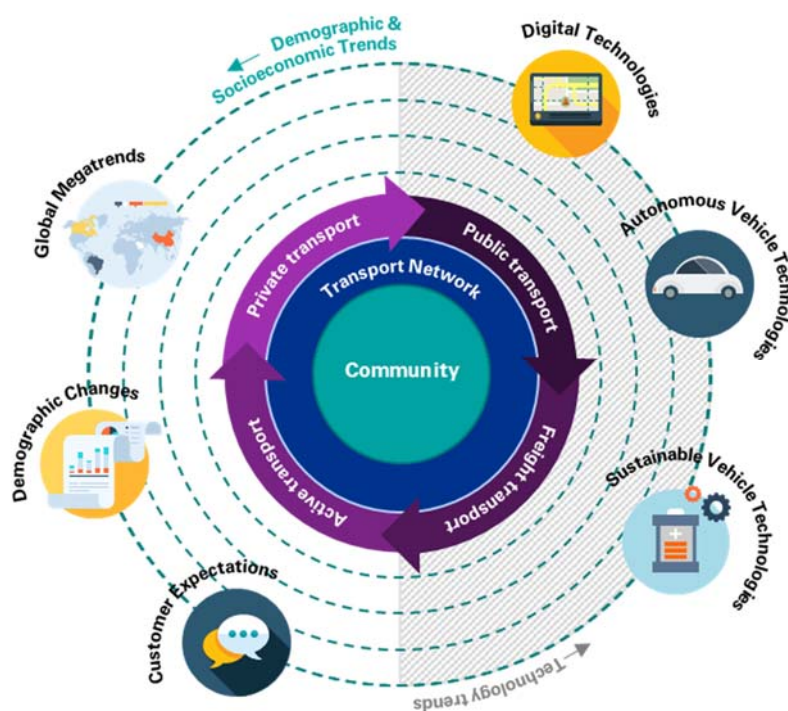 Demographic &
Socioeconomic Trends
Digital Technologies
Global Megatrends
Autonomous Vehicle Technologies
Private transport
Public transport
Transport Network
Community
Demographic Changes
Sustainable Vehicle Technologies
Active transport
Freight transport
Customer Expectations
Technology trends